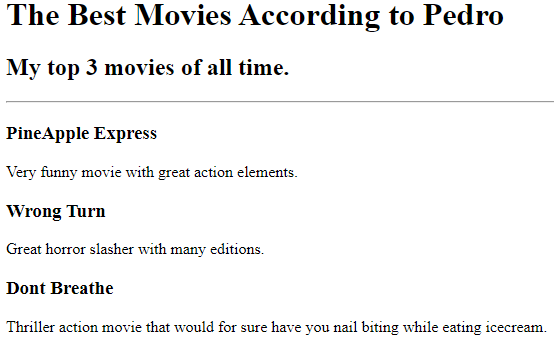 The Best Movies According to Pedro
My top 3 movies of all time.
PineApple Express
Very funny movie with great action elements.
Wrong Turn
Great horror slasher with many editions.
Dont Breathe
Thriller action movie that would for sure have you nail biting while eating icecream.